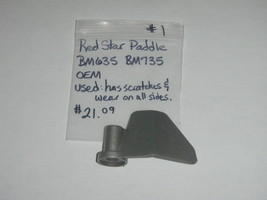 #1
Red Star Paddle
BM635 BM735
OEM
used: has scratches &
wear on all sides.
$21.09